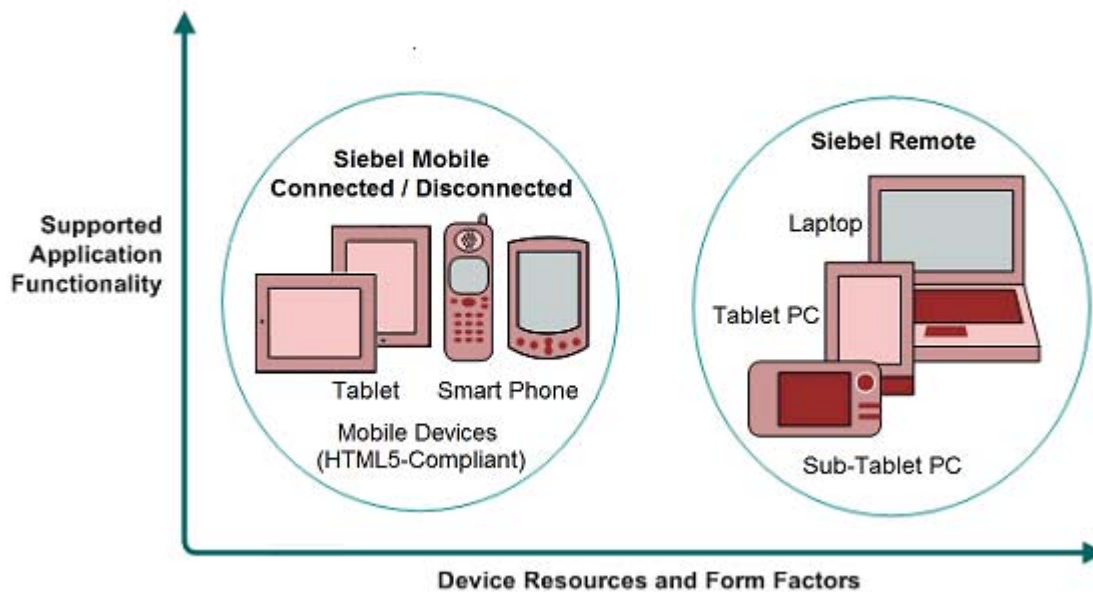 Supported
Application
Functionality
Siebel Mobile
Connected / Disconnected
Tablet
Smart Phone
Mobile Devices
(HTML5-Compliant)
Siebel Remote
Laptop
Tablet PC
Sub-Tablet PC
Device Resources and Form Factors